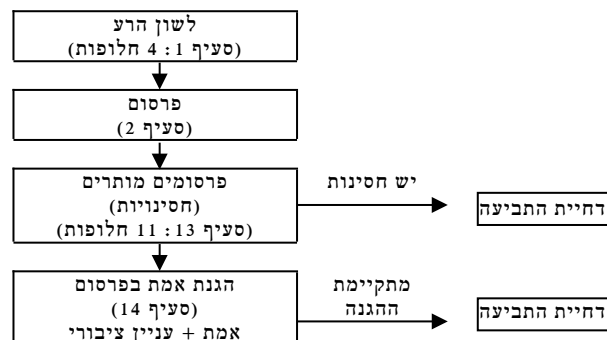 לשון הרע
(סעיף 1: 4 חלופות)
פרסום
(סעיף 2)
פרסומים מותרים
(חסינויות)
(סעיף 13: 11 חלופות)
יש חסינות
דחיית התביעה
הגנת אמת בפרסום
(סעיף 14)
אמת + עניין ציבורי
מתקיימת
ההגנה
דחיית התביעה